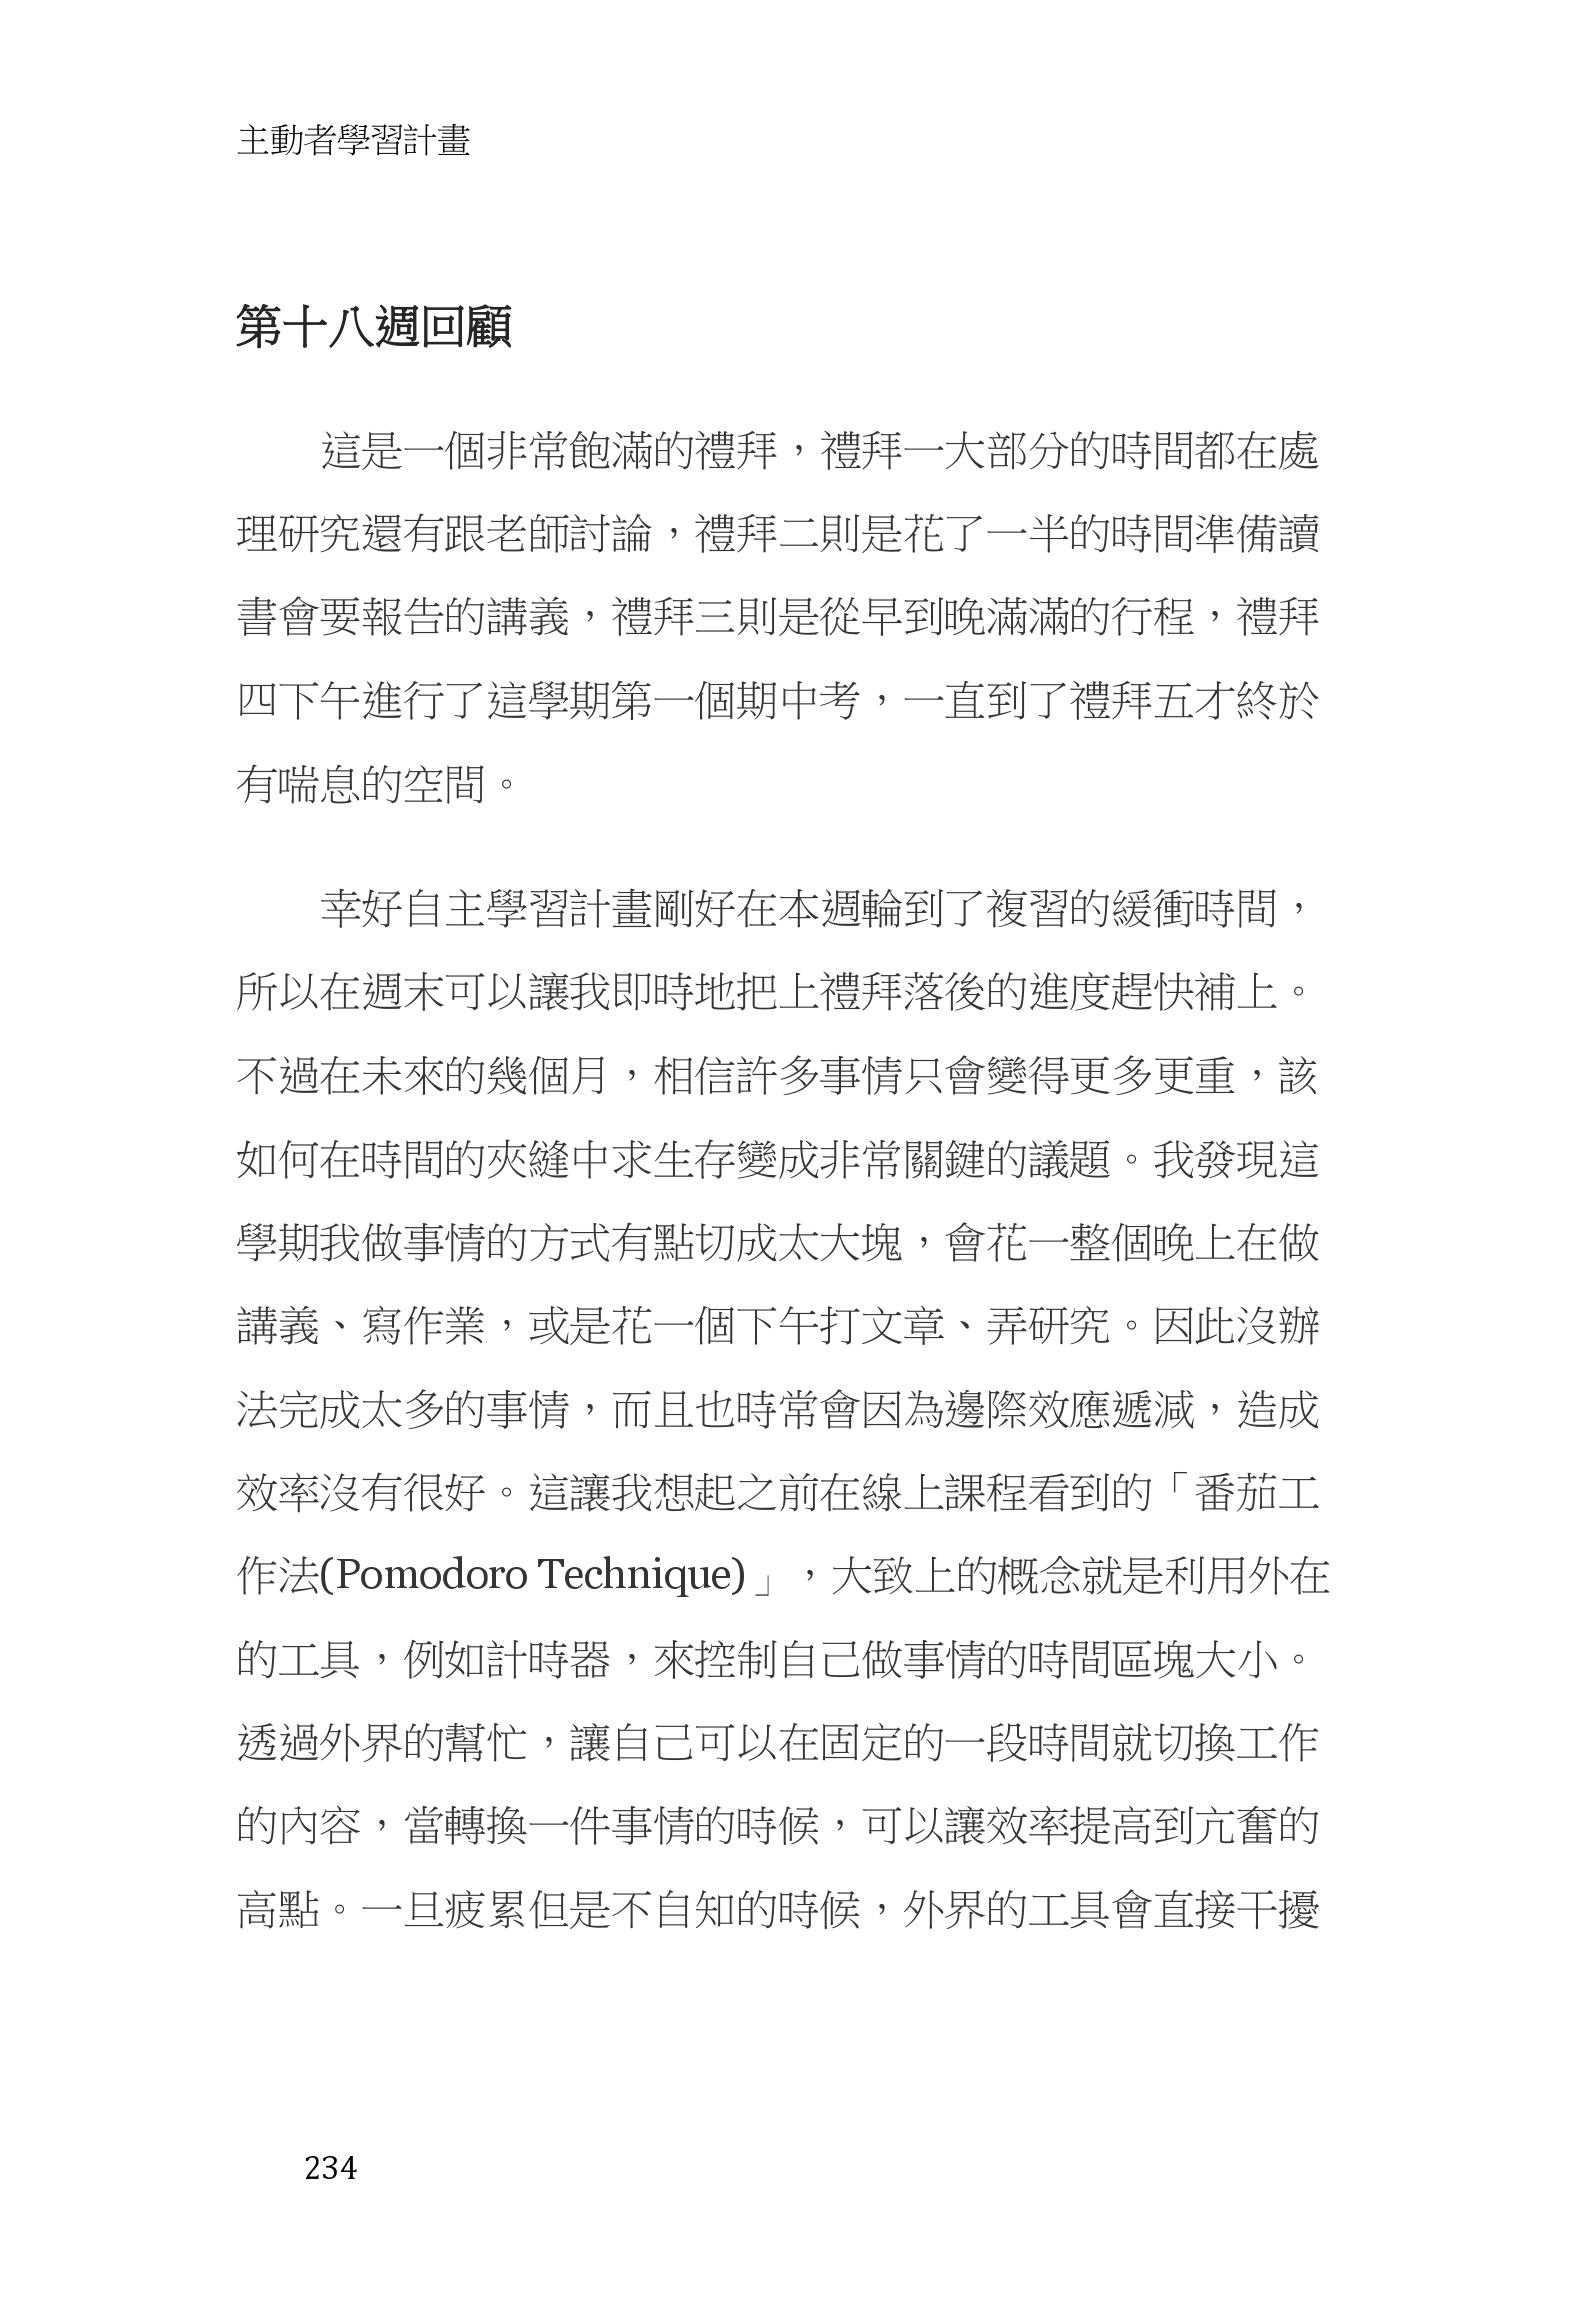 主動者學習計畫
第十八週回顧
這是一個非常飽滿的禮拜，禮拜一大部分的時間都在處
理研究還有跟老師討論，禮拜二則是花了一半的時間準備讀
書會要報告的講義，禮拜三則是從早到晚滿滿的行程，禮拜
四下午進行了這學期第一個期中考，一直到了禮拜五才終於
有喘息的空間。
幸好自主學習計畫剛好在本週輪到了複習的緩衝時間，
所以在週末可以讓我即時地把上禮拜落後的進度趕快補上。
不過在未來的幾個月，相信許多事情只會變得更多更重，該
如何在時間的夾縫中求生存變成非常關鍵的議題。我發現這
學期我做事情的方式有點切成太大塊，會花一整個晚上在做
講義、寫作業，或是花一個下午打文章、弄研究。因此沒辦
法完成太多的事情，而且也時常會因為邊際效應遞減，造成
效率沒有很好。這讓我想起之前在線上課程看到的「番茄工
作法(Pomodoro Technique)」，大致上的概念就是利用外在
的工具，例如計時器，來控制自己做事情的時間區塊大小。
透過外界的幫忙，讓自己可以在固定的一段時間就切換工作
的內容，當轉換一件事情的時候，可以讓效率提高到亢奮的
高點。一旦疲累但是不自知的時候，外界的工具會直接干擾
234